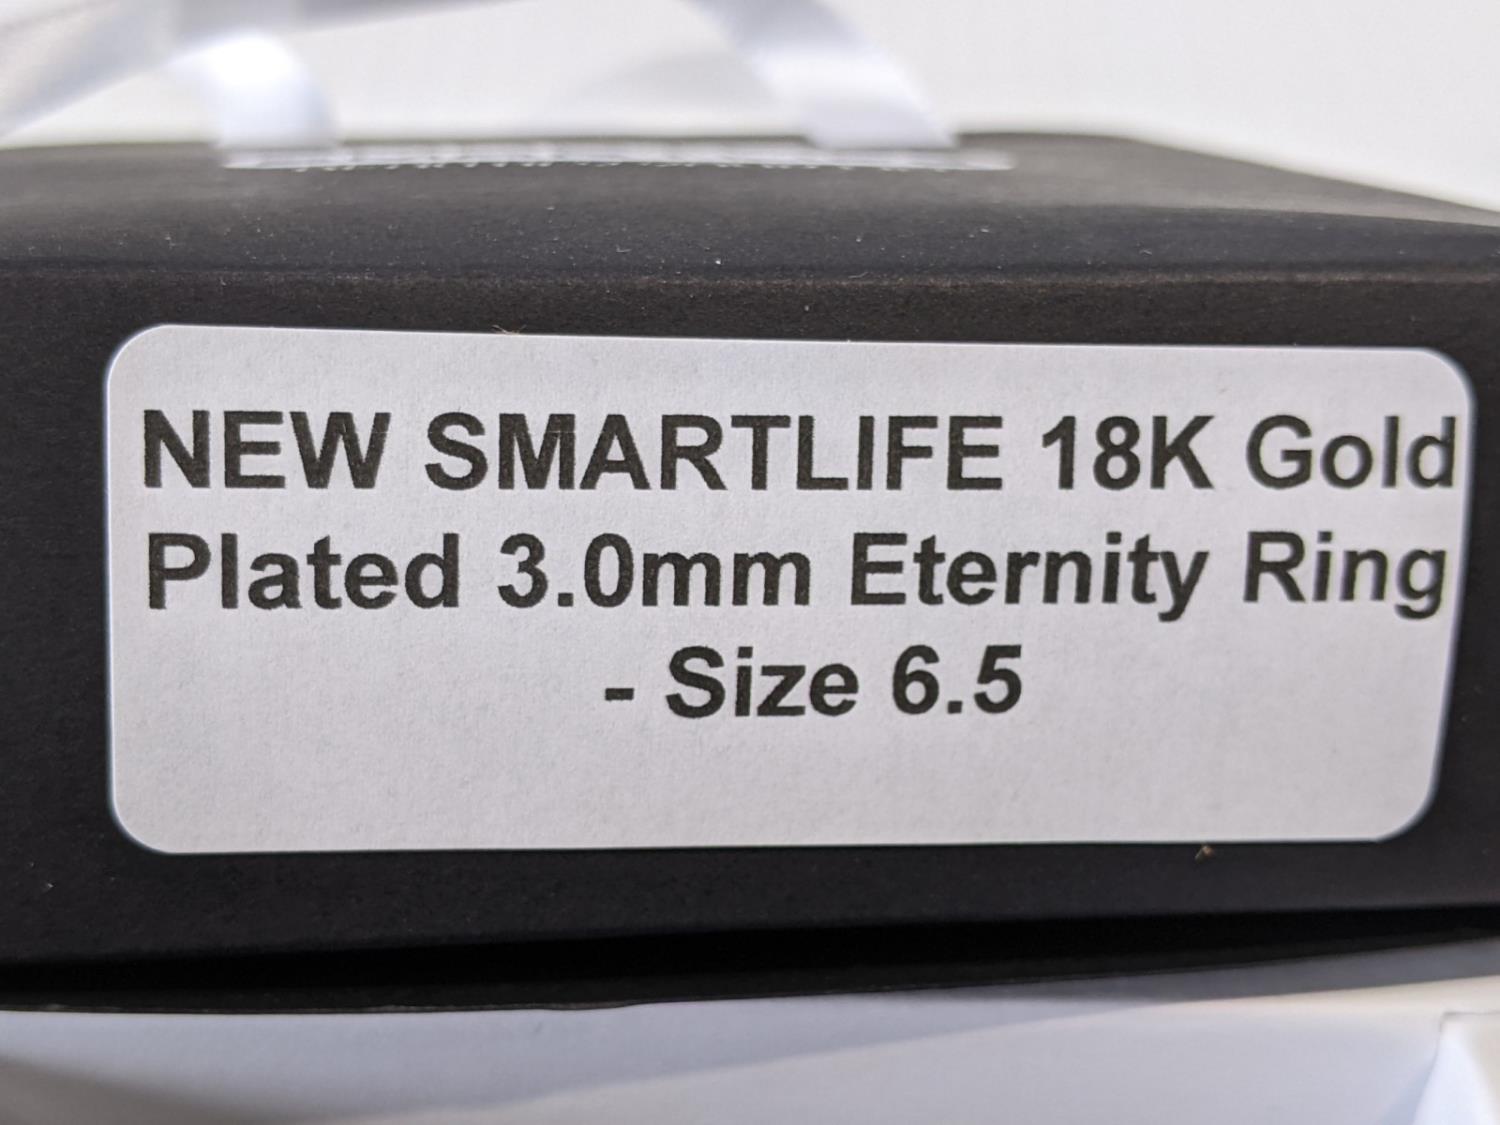 NEW SMARTLIFE 18K Gold
Plated 3.0mm Eternity Ring
- Size 6.5